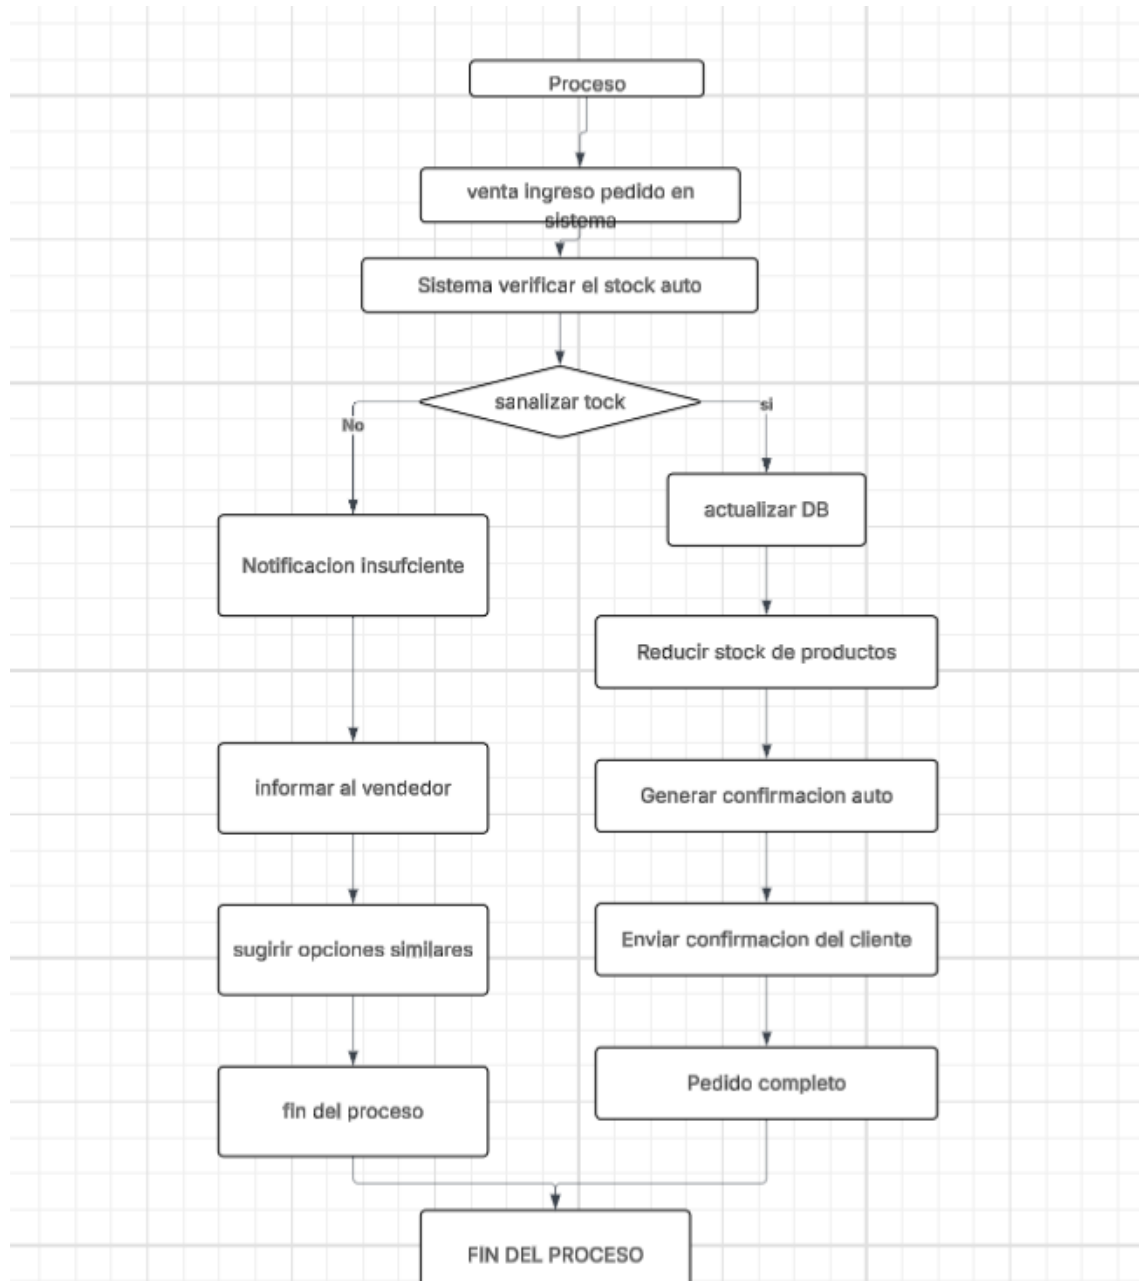 Proceso
venta ingreso pedido en
sistema
Sistema verificar el stock auto
sanalizar tock
No
si
actualizar DB
Notificacion insufciente
Reducir stock de productos
informar al vendedor
Generar confirmacion auto
sugirir opciones similares
Enviar confirmacion del cliente
Pedido completo
fin del proceso
FIN DEL PROCESO